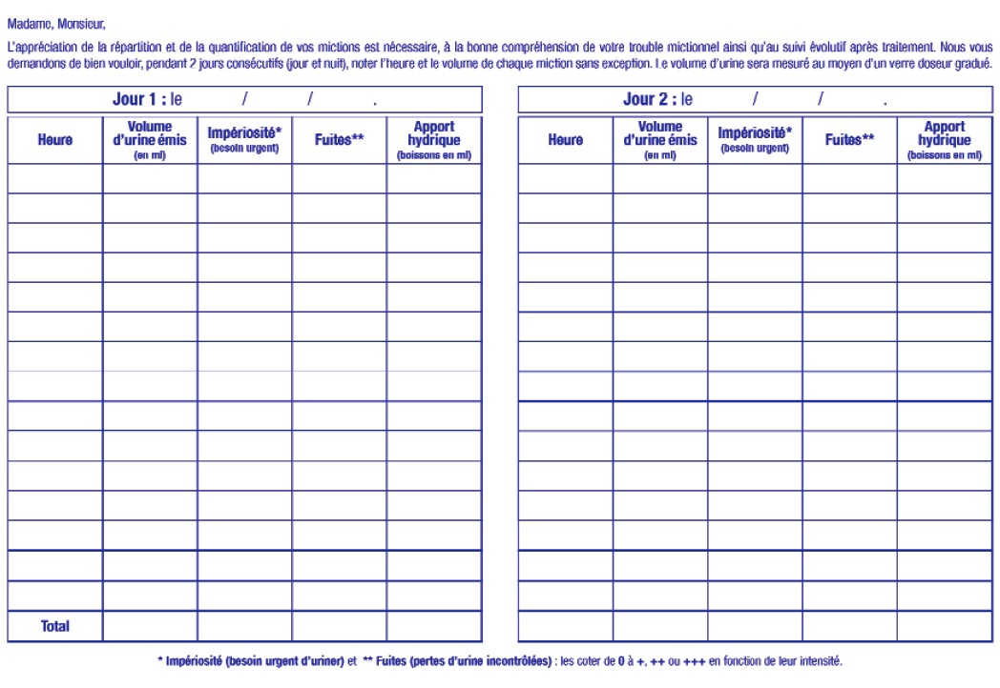 Madame, Monsieur,
L'appréciation de la répartition et de la quantification de vos mictions est nécessaire, à la bonne compréhension de votre trouble mictionnel ainsi qu'au suivi évolutif après traitement. Nous vous
demandons de bien vouloir, pendant 2 jours consécutifs (jour et nuit), noter l'heure et le volume de chaque miction sans exception. Le volume d'urine sera mesuré au moyen d'un verre doseur gradué.
Jour 1 : le / / .
Heure
Volume
d'urine émis
(en ml)
Impériosité*
(besoin urgent)
Fuites**
Apport
hydrique
(boissons en ml)
Total
Jour 2 : le / / .
Heure
Volume
d'urine émis
(en ml)
Impériosité*
(besoin urgent)
Fuites**
Apport
hydrique
(boissons en ml)
* Impériosité (besoin urgent d'uriner) et ** Fuites (pertes d'urine incontrôlées) : les coter de 0 à +, ++ ou +++ en fonction de leur intensité.